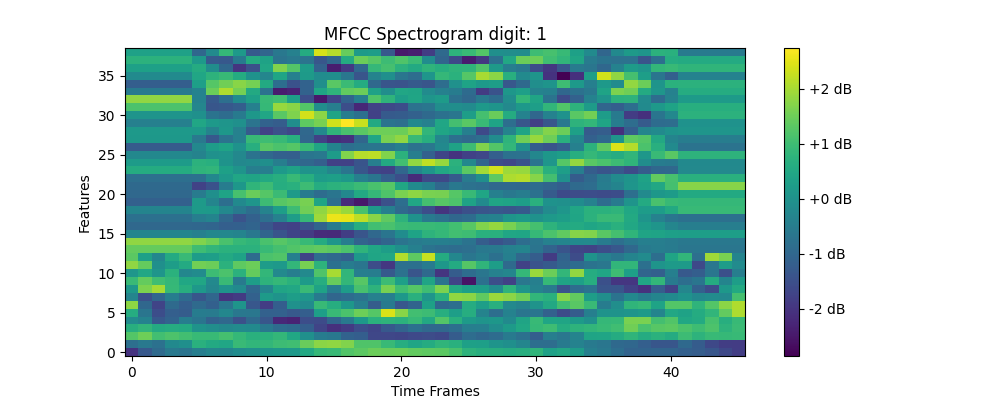 MFCC Spectrogram digit: 1
Features
35
30
25
20
15
10
5
0
0 10 20 30 40
Time Frames
+2 dB
+1 dB
+0 dB
-1 dB
-2 dB